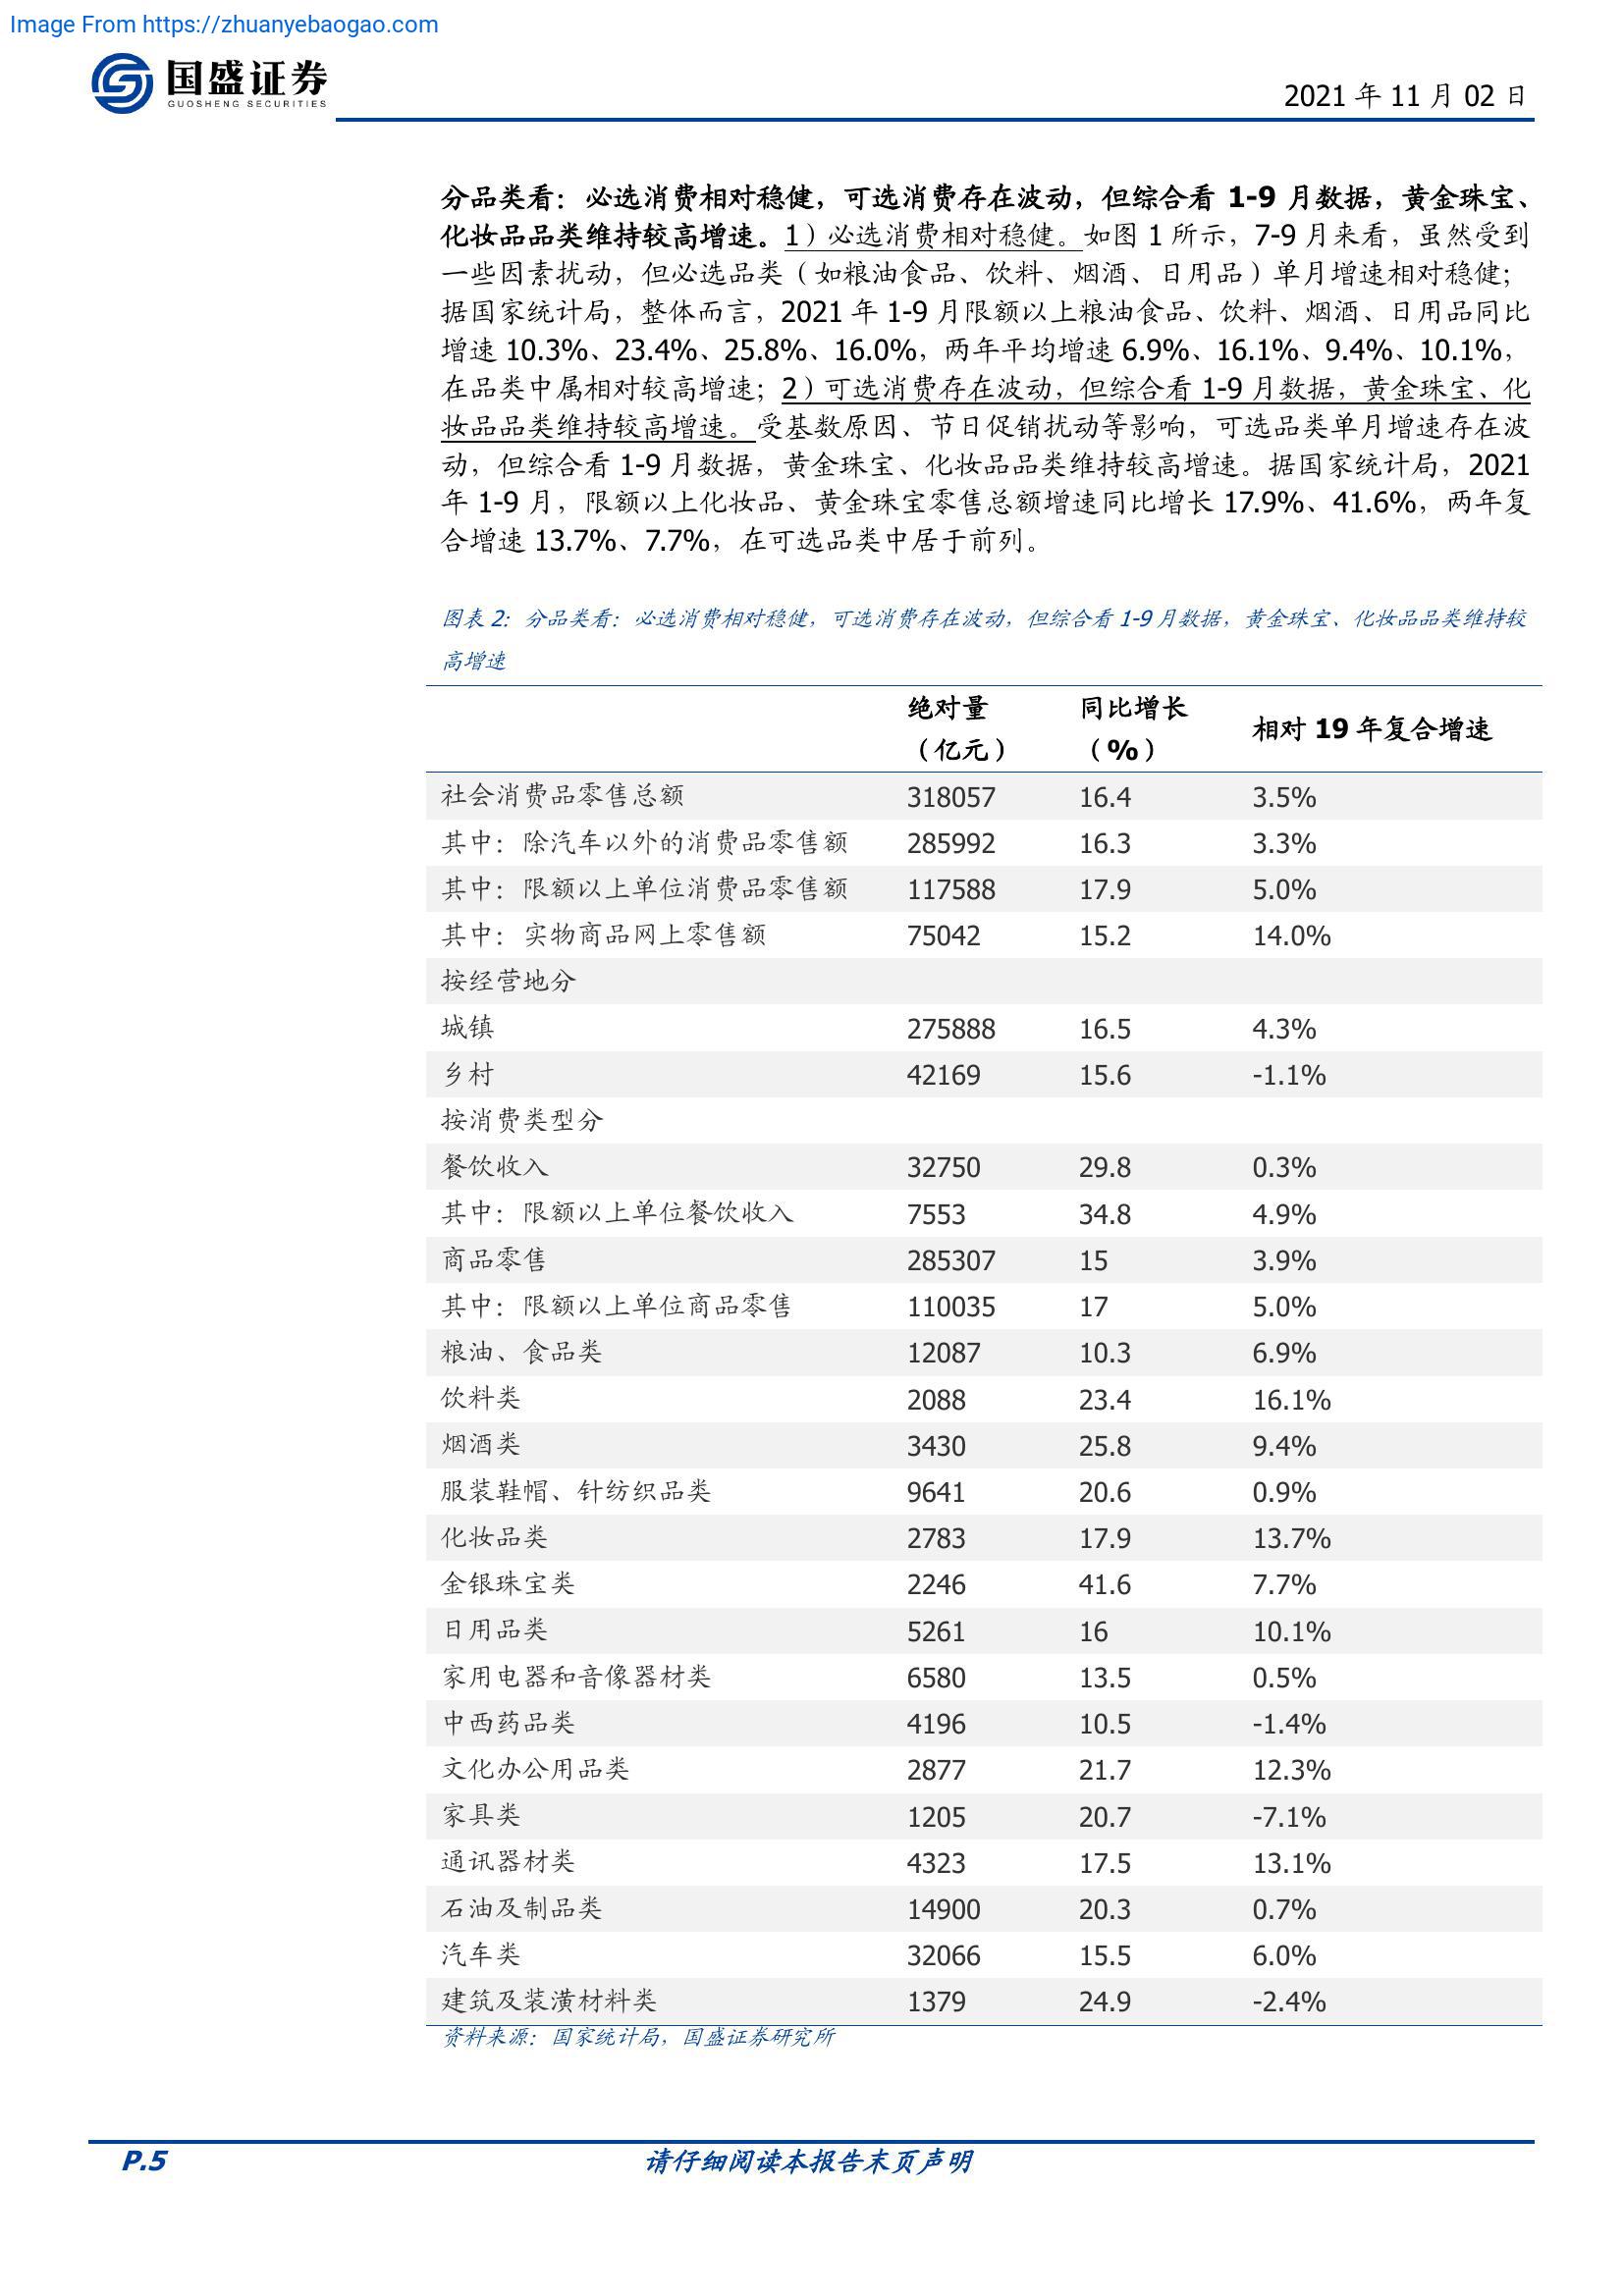 Image From https://zhuanyebaogao.com
国盛证券
GUOSHENG SECURITIES
2021 年 11 月 02 日
分品类看：必选消费相对稳健，可选消费存在波动，但综合看 1-9 月数据，黄金珠宝、
化妆品品类维持较高增速。1）必选消费相对稳健。如图 1 所示，7-9 月来看，虽然受到
一些因素扰动，但必选品类（如粮油食品、饮料、烟酒、日用品）单月增速相对稳健；
据国家统计局，整体而言，2021 年 1-9 月限额以上粮油食品、饮料、烟酒、日用品同比
增速 10.3%、23.4%、25.8%、16.0%，两年平均增速 6.9%、16.1%、9.4%、10.1%，
在品类中属相对较高增速；2）可选消费存在波动，但综合看 1-9 月数据，黄金珠宝、化
妆品品类维持较高增速。受基数原因、节日促销扰动等影响，可选品类单月增速存在波
动，但综合看 1-9 月数据，黄金珠宝、化妆品品类维持较高增速。据国家统计局，2021
年 1-9 月，限额以上化妆品、黄金珠宝零售总额增速同比增长 17.9%、41.6%，两年复
合增速 13.7%、7.7%，在可选品类中居于前列。
图表 2：分品类看：必选消费相对稳健，可选消费存在波动，但综合看 1-9 月数据，黄金珠宝、化妆品品类维持较
高增速
绝对量 同比增长
（亿元） （%） 相对 19 年复合增速
社会消费品零售总额 318057 16.4 3.5%
其中：除汽车以外的消费品零售额 285992 16.3 3.3%
其中：限额以上单位消费品零售额 117588 17.9 5.0%
其中：实物商品网上零售额 75042 15.2 14.0%
按经营地分
城镇 275888 16.5 4.3%
乡村 42169 15.6 -1.1%
按消费类型分
餐饮收入 32750 29.8 0.3%
其中：限额以上单位餐饮收入 7553 34.8 4.9%
商品零售 285307 15 3.9%
其中：限额以上单位商品零售 110035 17 5.0%
粮油、食品类 12087 10.3 6.9%
饮料类 2088 23.4 16.1%
烟酒类 3430 25.8 9.4%
服装鞋帽、针纺织品类 9641 20.6 0.9%
化妆品类 2783 17.9 13.7%
金银珠宝类 2246 41.6 7.7%
日用品类 5261 16 10.1%
家用电器和音像器材类 6580 13.5 0.5%
中西药品类 4196 10.5 -1.4%
文化办公用品类 2877 21.7 12.3%
家具类 1205 20.7 -7.1%
通讯器材类 4323 17.5 13.1%
石油及制品类 14900 20.3 0.7%
汽车类 32066 15.5 6.0%
建筑及装潢材料类 1379 24.9 -2.4%
资料来源：国家统计局，国盛证券研究所
P.5 请仔细阅读本报告末页声明